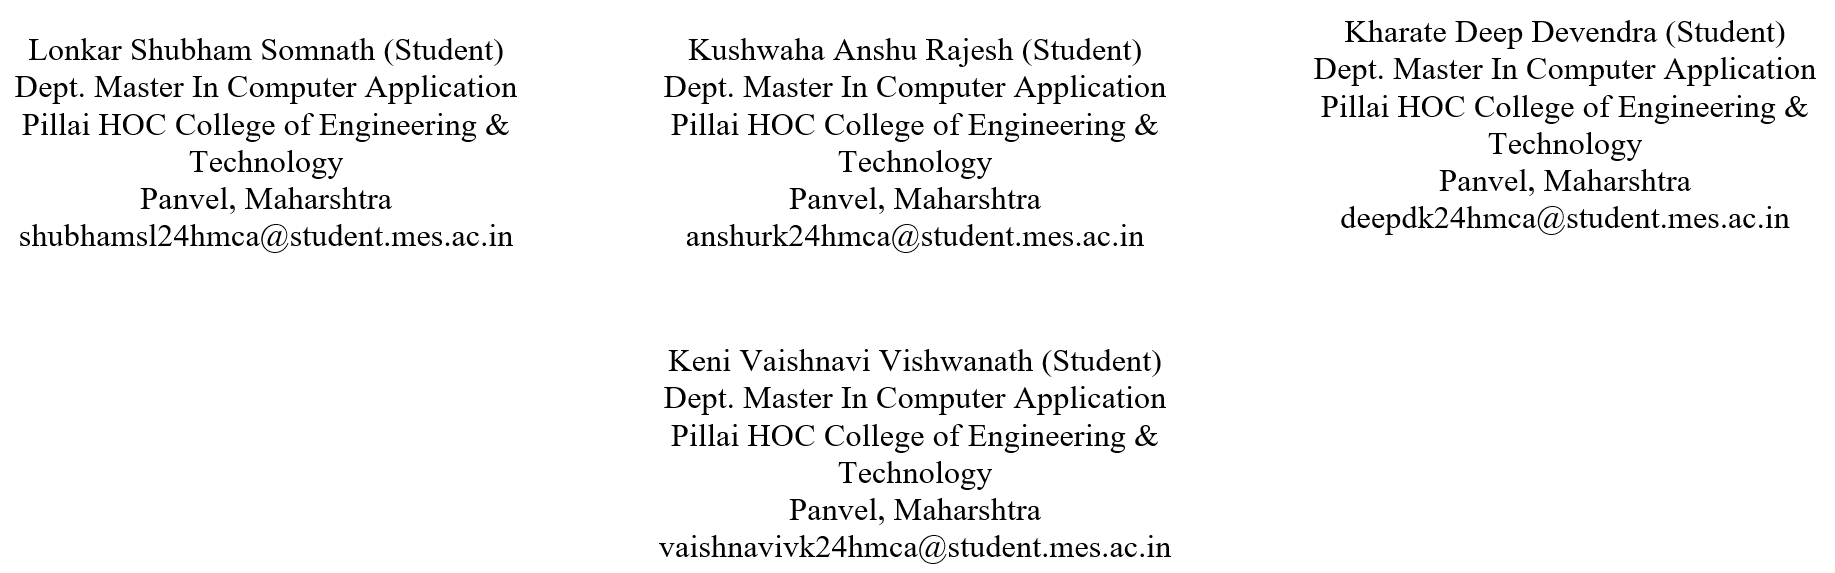 Lonkar Shubham Somnath (Student)
Dept. Master In Computer Application
Pillai HOC College of Engineering &
Technology
Panvel, Maharshtra
shubhamsl24hmca@student.mes.ac.in
Kushwaha Anshu Rajesh (Student)
Dept. Master In Computer Application
Pillai HOC College of Engineering &
Technology
Panvel, Maharshtra
anshurk24hmca@student.mes.ac.in
Kharate Deep Devendra (Student)
Dept. Master In Computer Application
Pillai HOC College of Engineering &
Technology
Panvel, Maharshtra
deepdk24hmca@student.mes.ac.in
Keni Vaishnavi Vishwanath (Student)
Dept. Master In Computer Application
Pillai HOC College of Engineering &
Technology
Panvel, Maharshtra
vaishnavivk24hmca@student.mes.ac.in